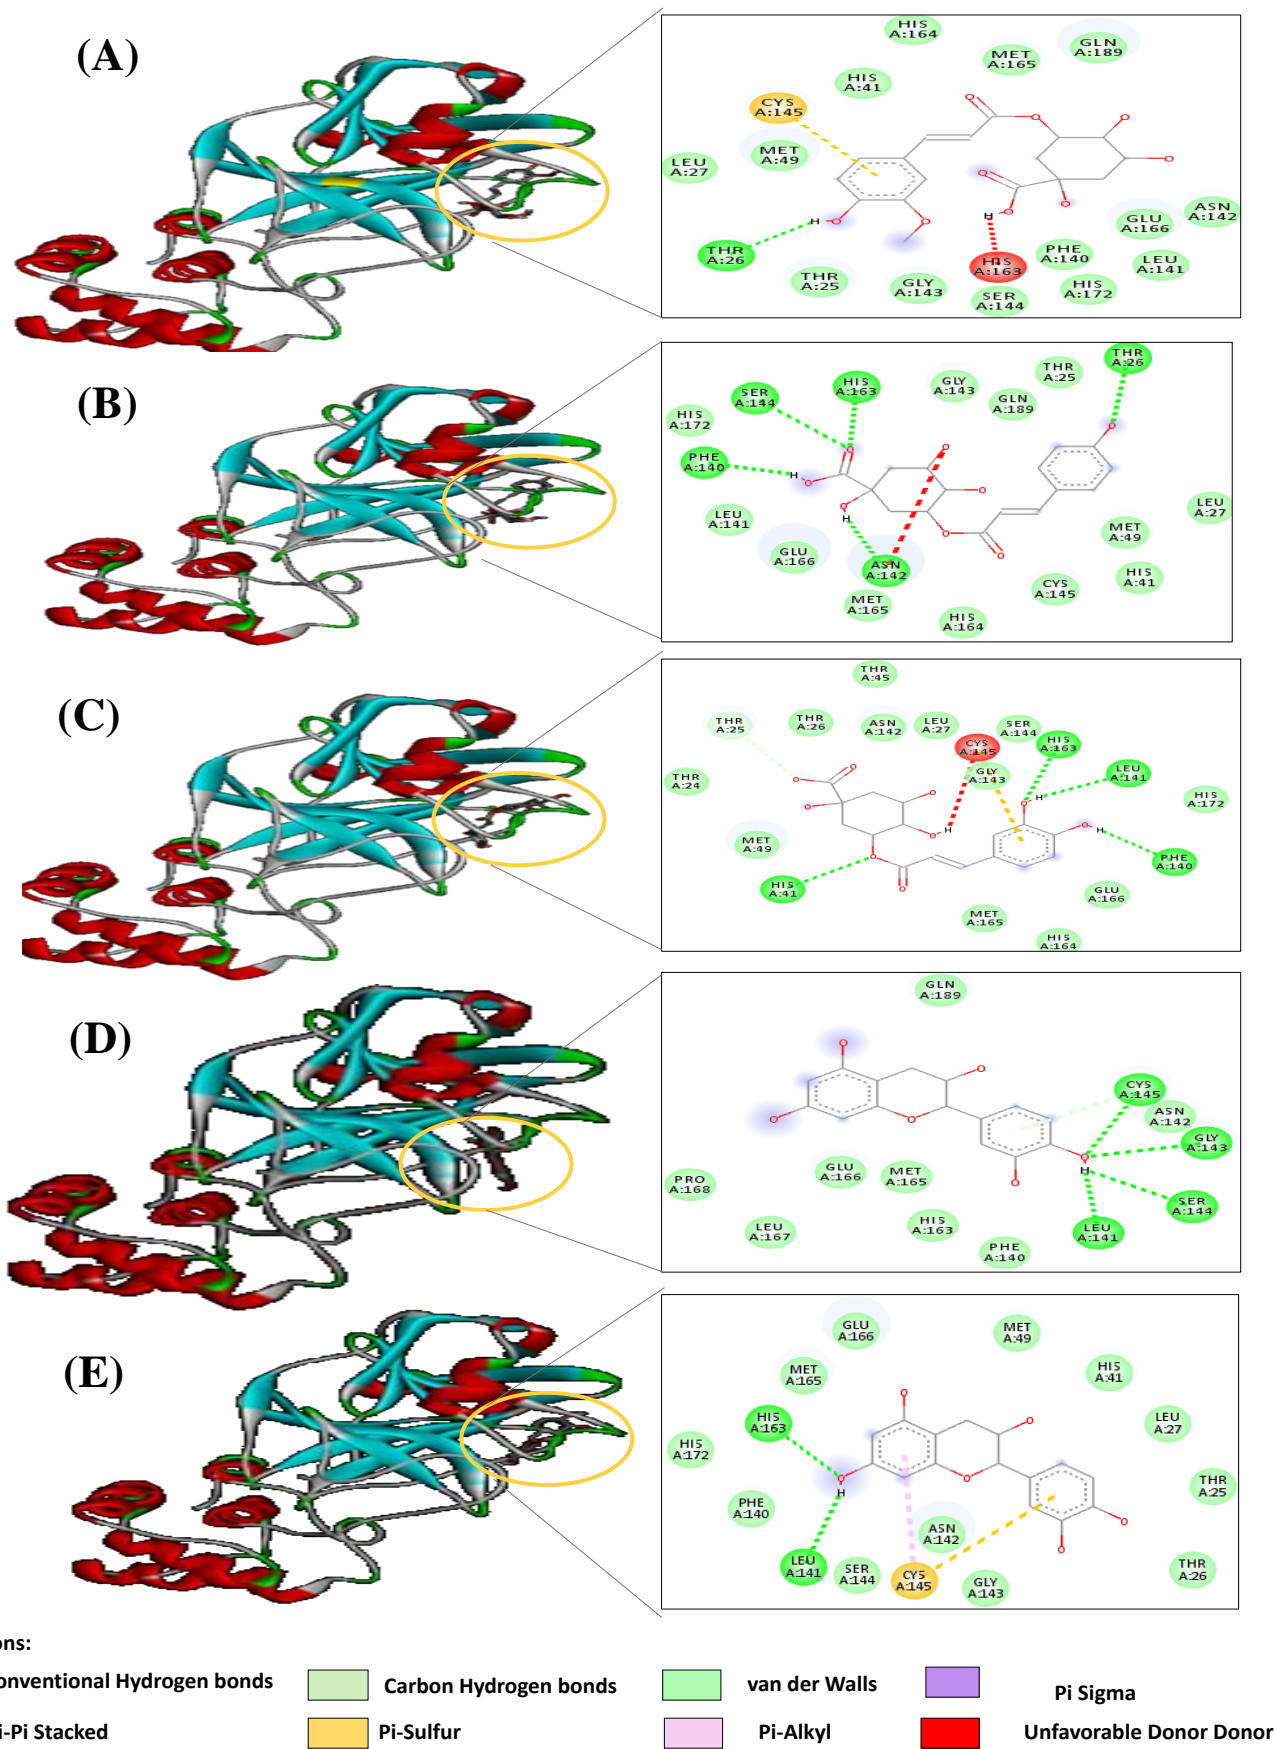 (A)
HIS
A:164
MET
A:165
GLN
A:189
HIS
A:41
CYS
A:145
MET
A:49
LEU
A:27
THR
A:26
THR
A:25
GLY
A:143
HIS
A:163
SER
A:144
PHE
A:140
HIS
A:172
GLU
A:166
LEU
A:141
ASN
A:142
O
O
O
O
O
O
O
O
O
H
H
(B)
SER
A:144
HIS
A:163
GLY
A:143
THR
A:25
THR
A:26
GLN
A:189
HIS
A:172
PHE
A:140
LEU
A:141
GLU
A:166
ASN
A:142
MET
A:165
HIS
A:164
CYS
A:145
MET
A:49
HIS
A:41
LEU
A:27
O
O
O
O
O
O
O
O
H
H
(C)
THR
A:45
THR
A:25
THR
A:26
ASN
A:142
LEU
A:27
CYS
A:145
SER
A:144
HIS
A:163
GLY
A:143
LEU
A:141
THR
A:24
HIS
A:172
MET
A:49
HIS
A:41
PHE
A:140
GLU
A:166
MET
A:165
HIS
A:164
O
O
O
O
O
O
O
O
O
H
H
H
(D)
GLN
A:189
CYS
A:145
ASN
A:142
GLY
A:143
SER
A:144
LEU
A:141
GLU
A:166
MET
A:165
PRO
A:168
LEU
A:167
HIS
A:163
PHE
A:140
O
O
O
O
O
O
H
(E)
GLU
A:166
MET
A:49
MET
A:165
HIS
A:41
HIS
A:163
LEU
A:27
HIS
A:172
THR
A:25
PHE
A:140
ASN
A:142
LEU
A:141
SER
A:144
CYS
A:145
GLY
A:143
THR
A:26
O
O
O
O
O
O
H
ons:
onventional Hydrogen bonds Carbon Hydrogen bonds van der Walls Pi Sigma
i-Pi Stacked Pi-Sulfur Pi-Alkyl Unfavorable Donor Donor